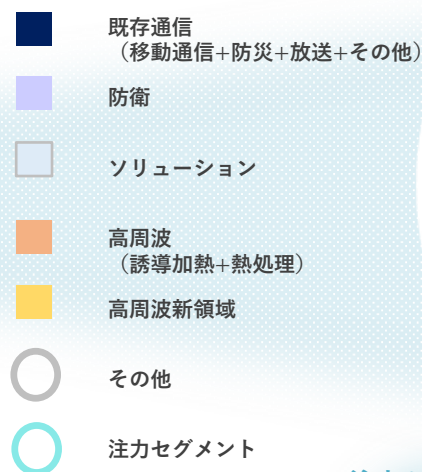 既存通信
（移動通信+防災+放送+その他）
防衛
ソリューション
高周波
（誘導加熱+熱処理）
高周波新領域
その他
注力セグメント